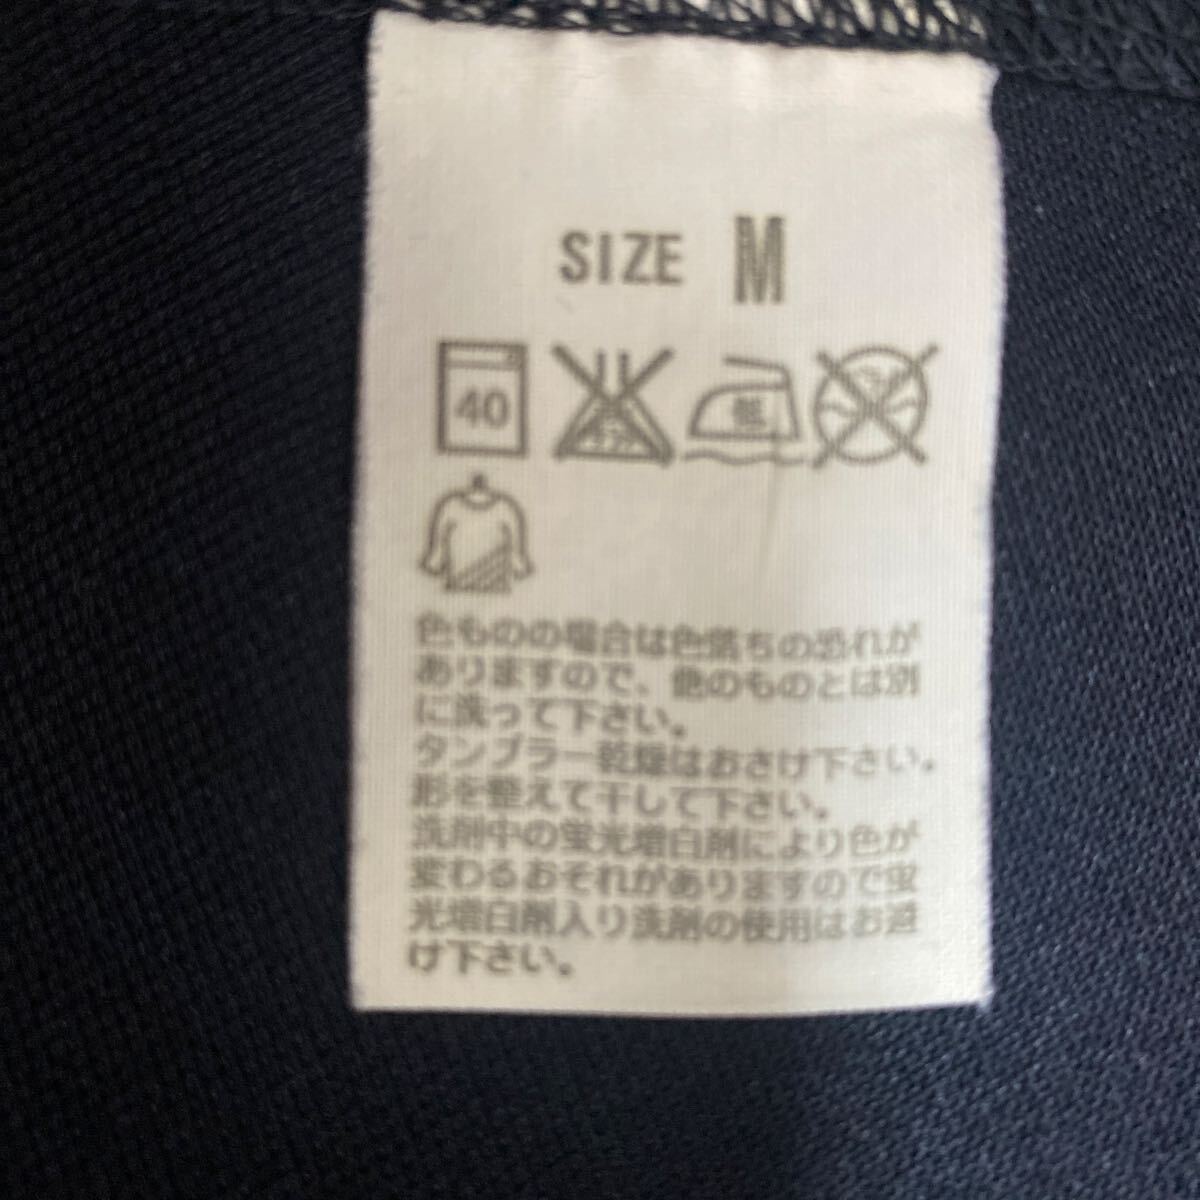 SIZE M
40 エンソ 低
色ものの場合は色落ちの恐れが
ありますので、色のものとは別
に洗って下さい。
タンブラー乾燥はおさけ下さい。
形を整えて干して下さい。
洗剤中の蛍光増白剤により色が
変わるおそれがありますので蛍
光増白剤入り洗剤の使用はお避
け下さい。